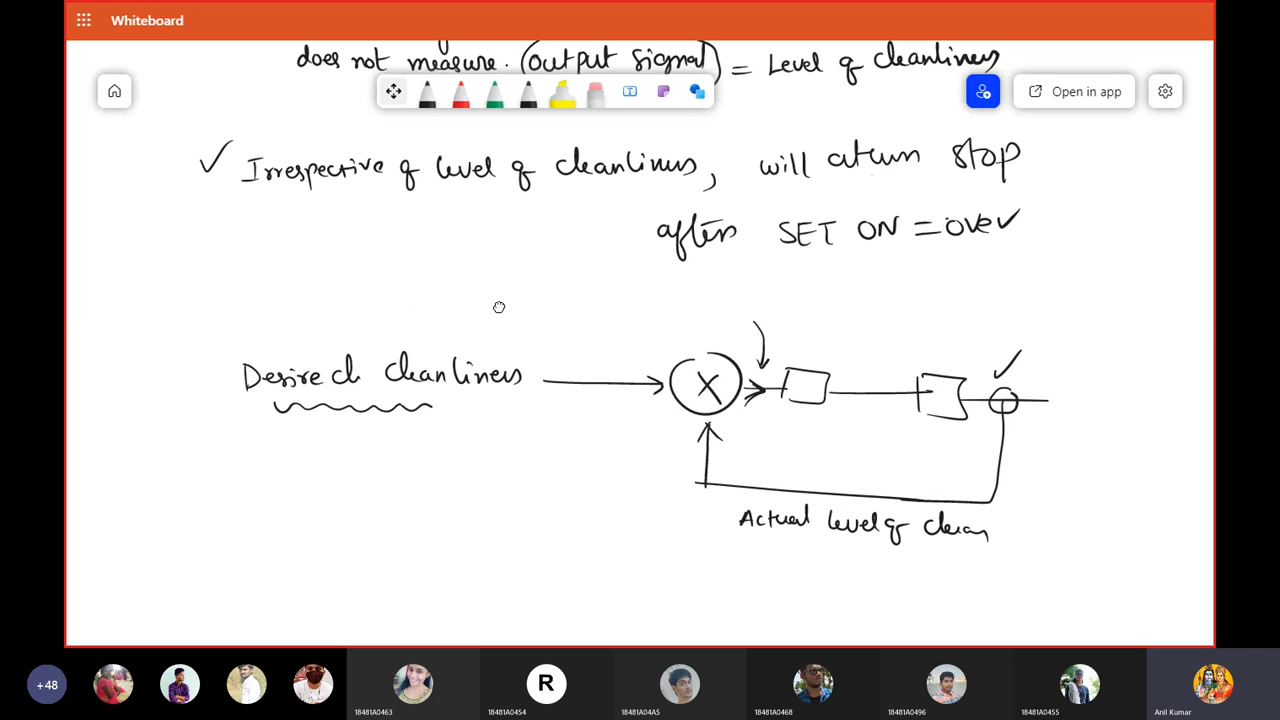 Whiteboard
does not measure. (output signal) = Level of cleanliness
Open in app
✓ Irrespective of level of cleanliness, will stop
after SET ON = over
Desired cleanliness
X
Actual level of clean
+48
R
18481A0463
18481A0454
18481A04A5
18481A0468
18481A0496
18481A0455
Anil Kumar